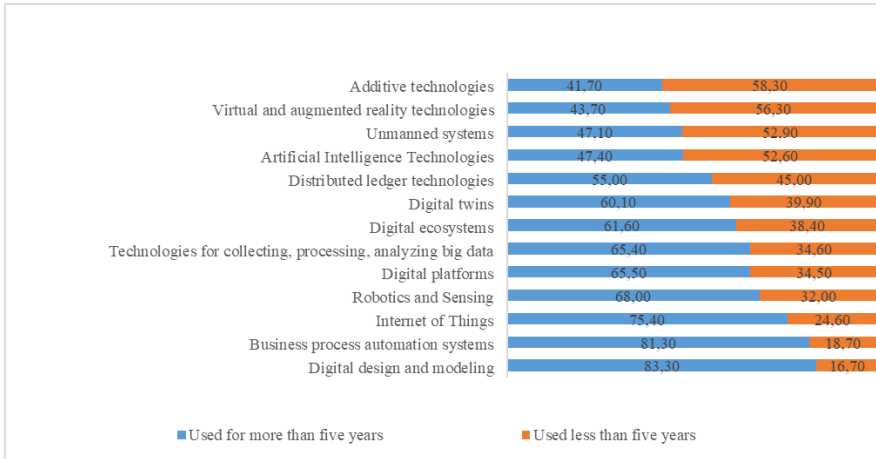 Additive technologies 41,70 58,30
Virtual and augmented reality technologies 43,70 56,30
Unmanned systems 47,10 52,90
Artificial Intelligence Technologies 47,40 52,60
Distributed ledger technologies 55,00 45,00
Digital twins 60,10 39,90
Digital ecosystems 61,60 38,40
Technologies for collecting, processing, analyzing big data 65,40 34,60
Digital platforms 65,50 34,50
Robotics and Sensing 68,00 32,00
Internet of Things 75,40 24,60
Business process automation systems 81,30 18,70
Digital design and modeling 83,30 16,70
Used for more than five years Used less than five years